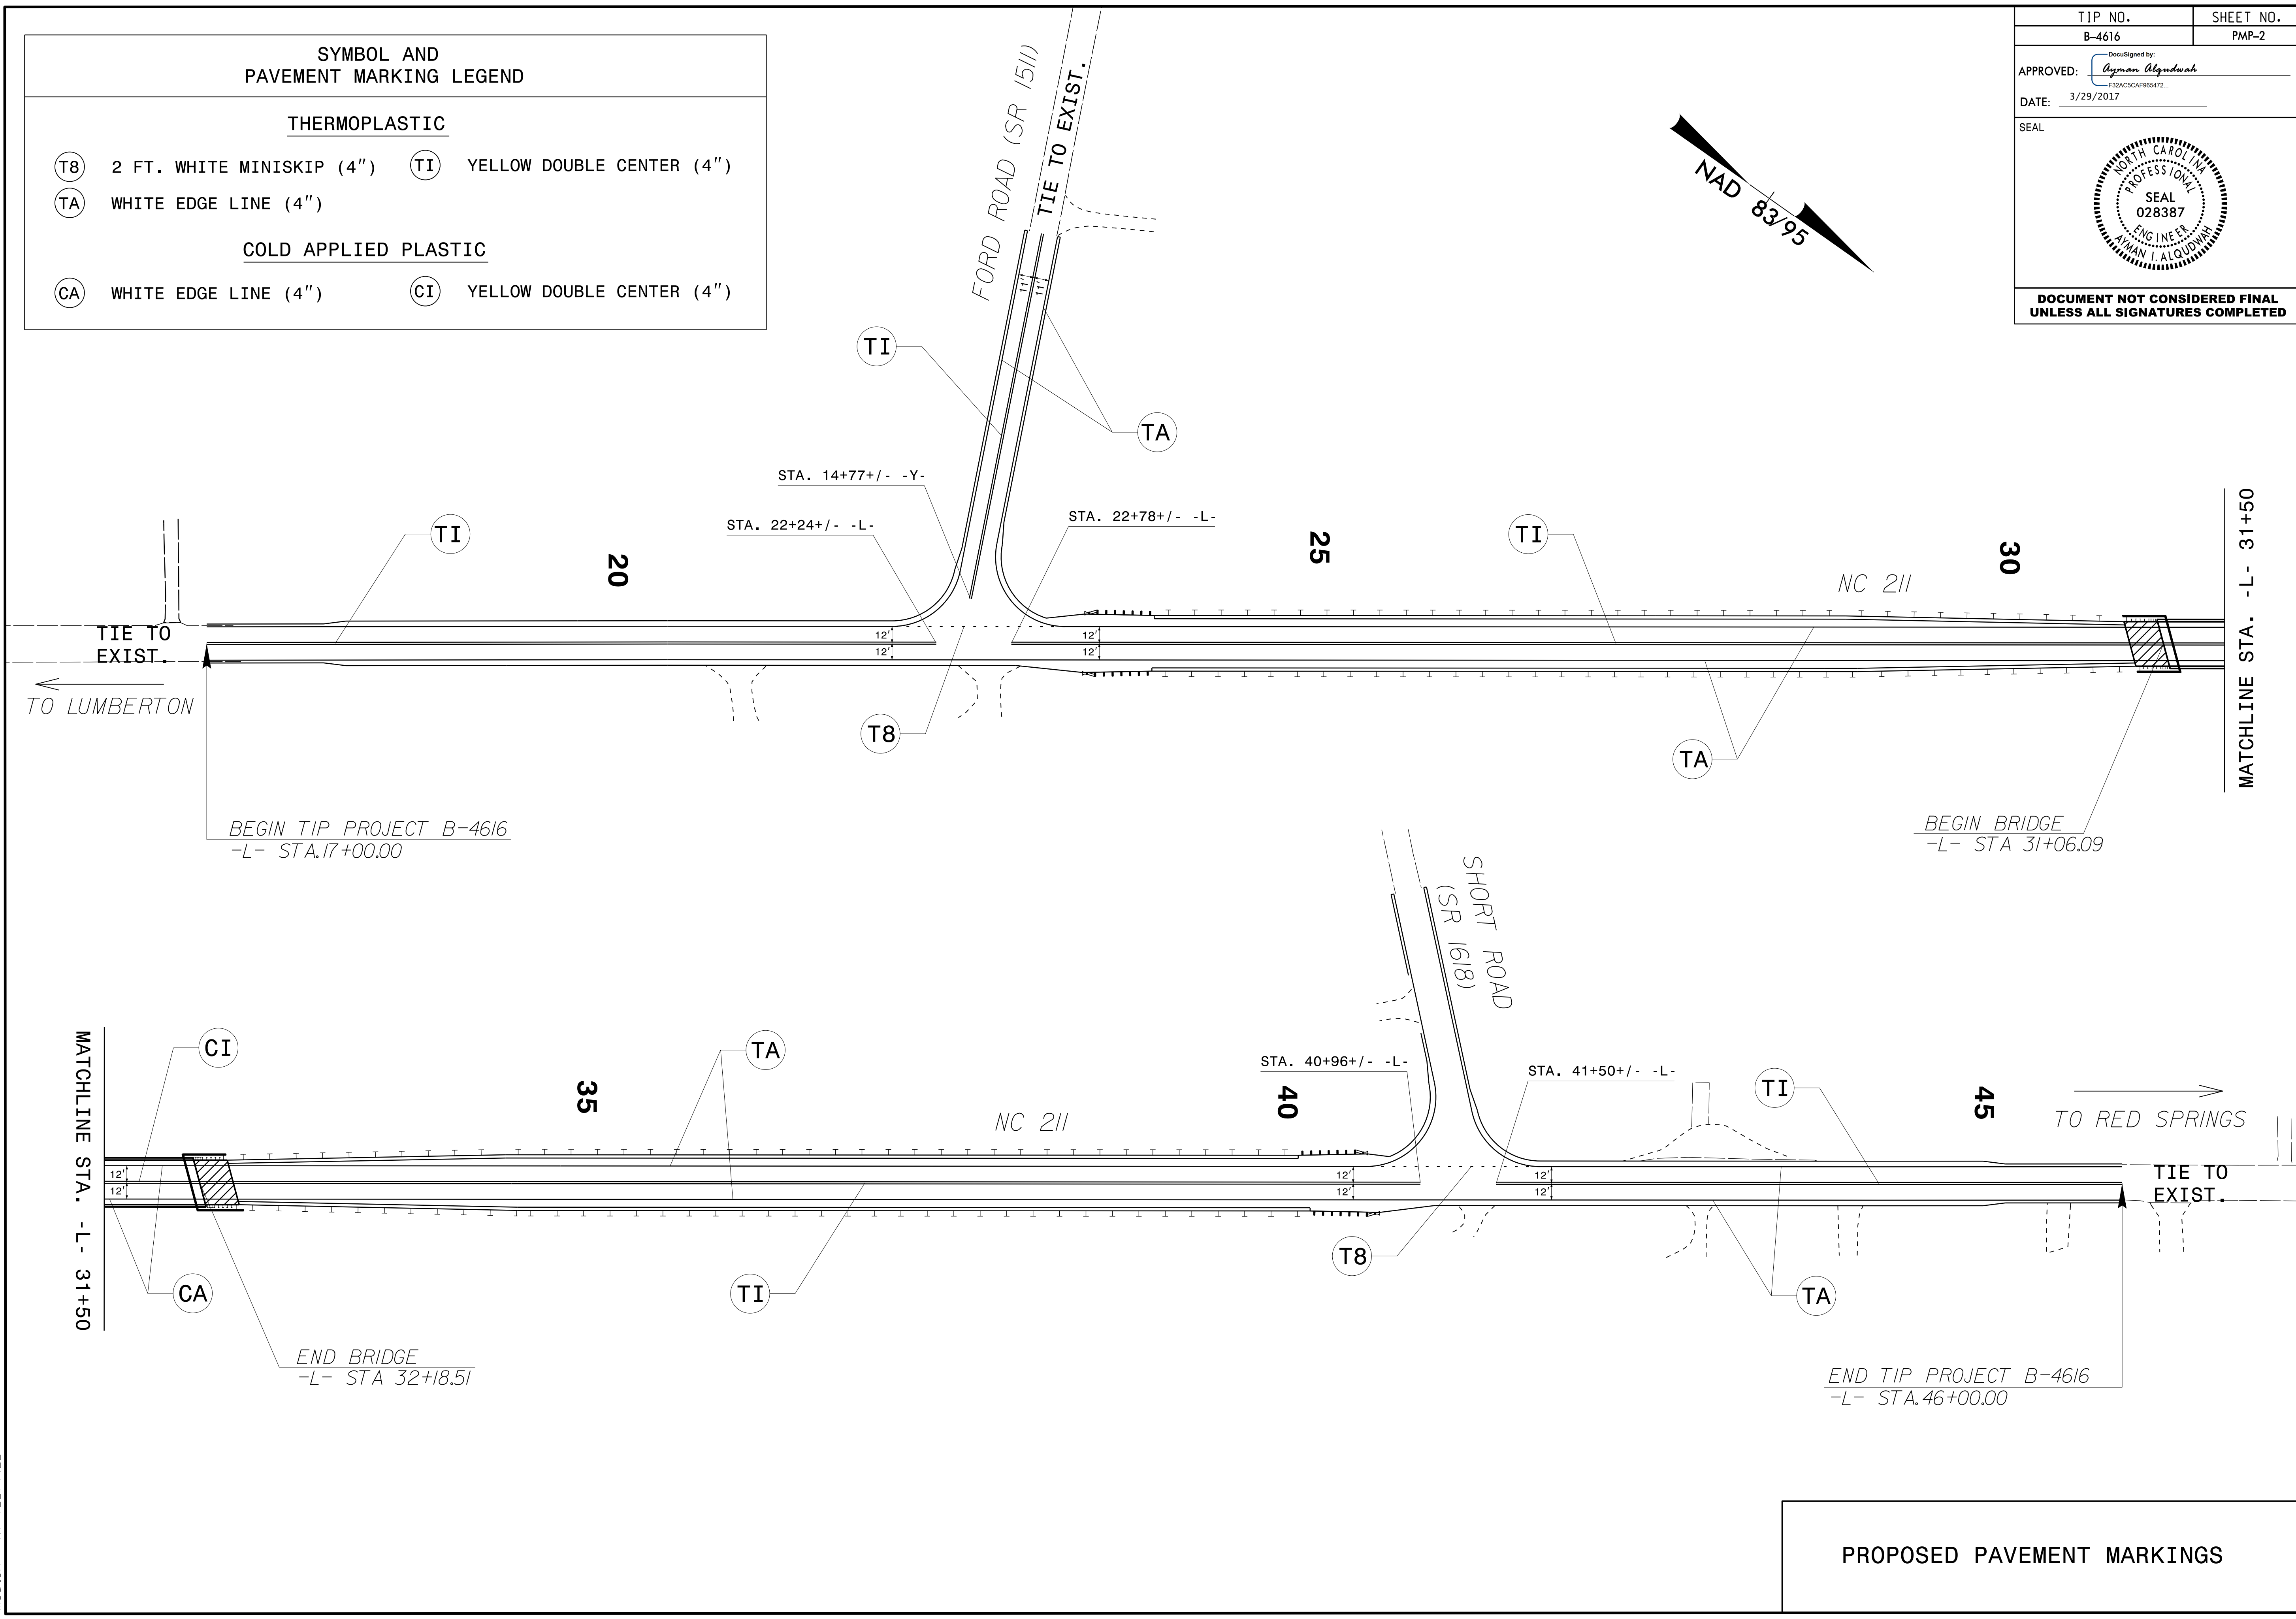 TIP NO.
SHEET NO.
B-4616
PMP-2
DocuSigned by:
APPROVED:
Ayman Alqudwah
F32AC5CAF965472...
DATE: 3/29/2017
SEAL
NORTH CAROLINA
PROFESSIONAL
SEAL
028387
ENGINEER
AYMAN I. ALQUDWAH
DOCUMENT NOT CONSIDERED FINAL
UNLESS ALL SIGNATURES COMPLETED
SYMBOL AND
PAVEMENT MARKING LEGEND
THERMOPLASTIC
T8 2 FT. WHITE MINISKIP (4")
TI YELLOW DOUBLE CENTER (4")
TA WHITE EDGE LINE (4")
COLD APPLIED PLASTIC
CA WHITE EDGE LINE (4")
CI YELLOW DOUBLE CENTER (4")
NAD 83/95
FORD ROAD (SR 1511)
TIE TO EXIST.
11'
11'
TI
TA
STA. 14+77+/- -Y-
STA. 22+24+/- -L-
STA. 22+78+/- -L-
TI
20
25
TI
30
NC 211
MATCHLINE STA. -L- 31+50
TIE TO
EXIST.
12'
12'
12'
12'
TO LUMBERTON
T8
TA
BEGIN TIP PROJECT B-4616
-L- STA.17+00.00
BEGIN BRIDGE
-L- STA 31+06.09
SHORT ROAD
(SR 1618)
MATCHLINE STA. -L- 31+50
CI
TA
35
NC 211
STA. 40+96+/- -L-
40
STA. 41+50+/- -L-
TI
45
TO RED SPRINGS
12'
12'
12'
12'
12'
12'
TIE TO
EXIST.
CA
TI
T8
TA
END BRIDGE
-L- STA 32+18.51
END TIP PROJECT B-4616
-L- STA.46+00.00
PROPOSED PAVEMENT MARKINGS